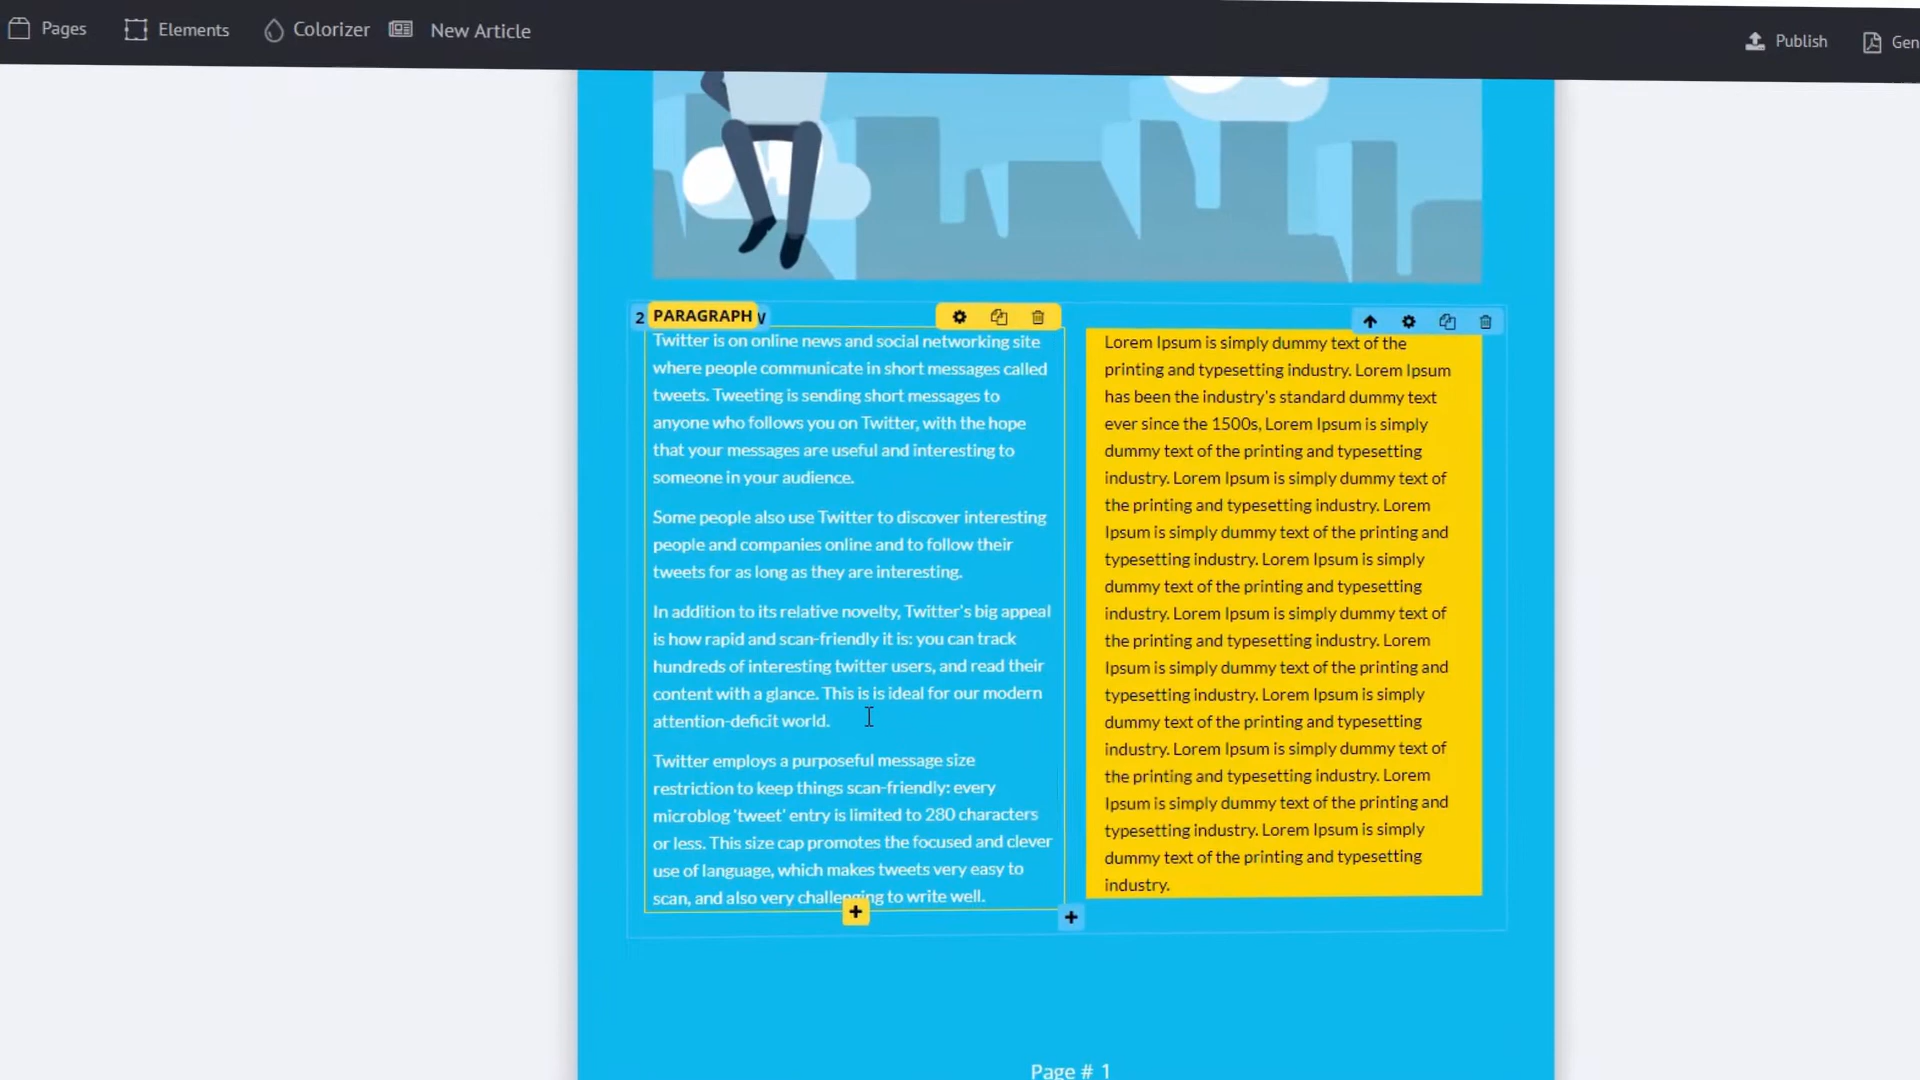 Pages
Elements
Colorizer
New Article
Publish
Gen
2
PARAGRAPH
Twitter is on online news and social networking site
where people communicate in short messages called
tweets. Tweeting is sending short messages to
anyone who follows you on Twitter, with the hope
that your messages are useful and interesting to
someone in your audience.
Some people also use Twitter to discover interesting
people and companies online and to follow their
tweets for as long as they are interesting.
In addition to its relative novelty, Twitter's big appeal
is how rapid and scan-friendly it is: you can track
hundreds of interesting twitter users, and read their
content with a glance. This is is ideal for our modern
attention-deficit world.
Twitter employs a purposeful message size
restriction to keep things scan-friendly: every
microblog 'tweet' entry is limited to 280 characters
or less. This size cap promotes the focused and clever
use of language, which makes tweets very easy to
scan, and also very challenging to write well.
Lorem Ipsum is simply dummy text of the
printing and typesetting industry. Lorem Ipsum
has been the industry's standard dummy text
ever since the 1500s, Lorem Ipsum is simply
dummy text of the printing and typesetting
industry. Lorem Ipsum is simply dummy text of
the printing and typesetting industry. Lorem
Ipsum is simply dummy text of the printing and
typesetting industry. Lorem Ipsum is simply
dummy text of the printing and typesetting
industry. Lorem Ipsum is simply dummy text of
the printing and typesetting industry. Lorem
Ipsum is simply dummy text of the printing and
typesetting industry. Lorem Ipsum is simply
dummy text of the printing and typesetting
industry. Lorem Ipsum is simply dummy text of
the printing and typesetting industry. Lorem
Ipsum is simply dummy text of the printing and
typesetting industry. Lorem Ipsum is simply
dummy text of the printing and typesetting
industry.
Page # 1